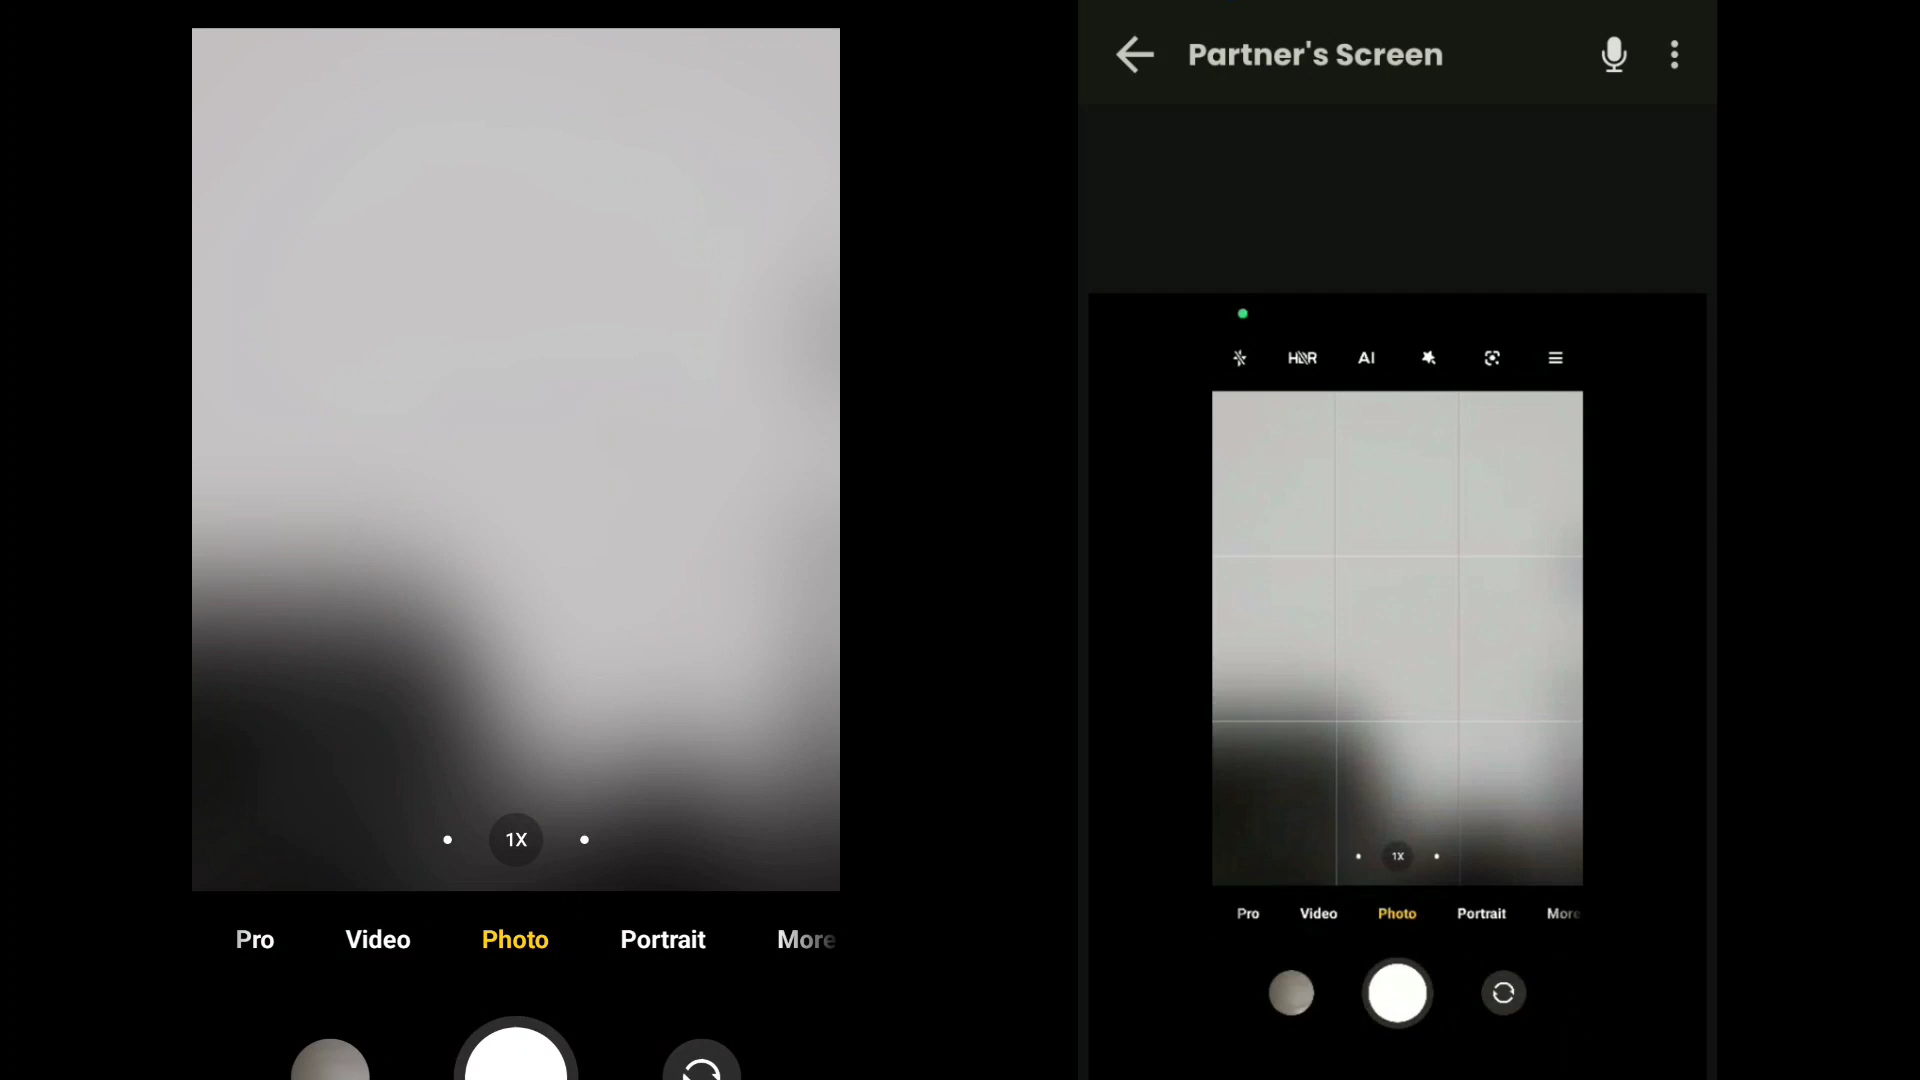 1X
Pro Video Photo Portrait More
Partner's Screen
HDR AI
1X
Pro Video Photo Portrait More